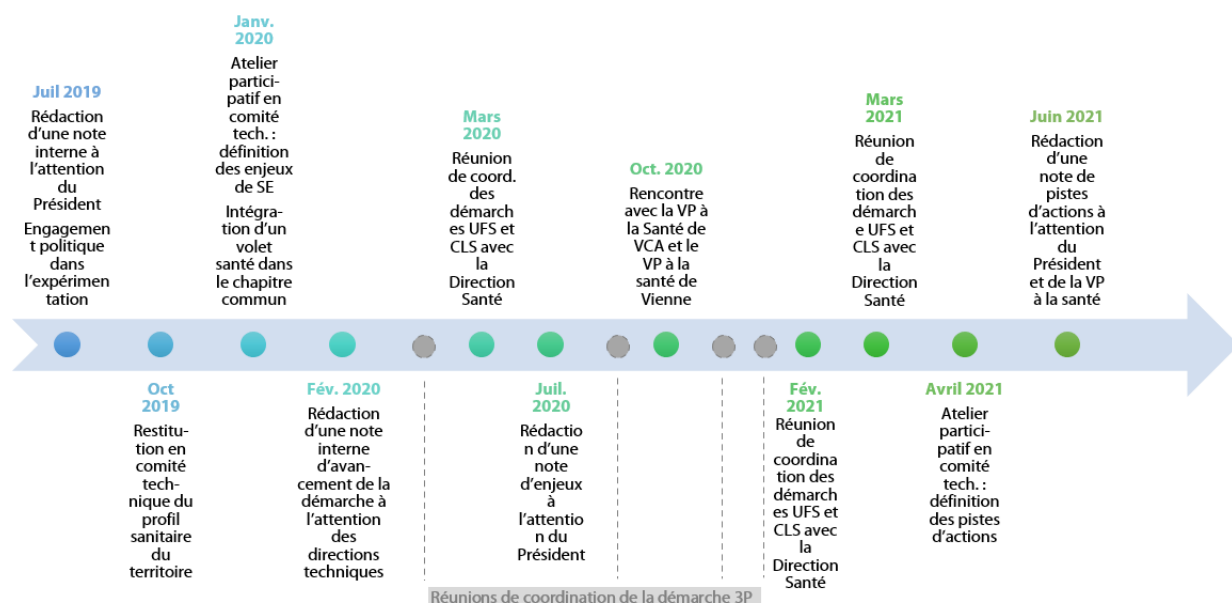 Juil 2019
Rédaction
d'une note
interne à
l'attention
du
Président
Engagemen
t politique
dans
l'expérimen
tation
Janv.
2020
Atelier
partici-
patif en
comité
tech. :
définition
des enjeux
de SE
Intégra-
tion d'un
volet
santé dans
le chapitre
commun
Mars
2020
Réunion
de coord.
des
démarch
es UFS et
CLS avec
la
Direction
Santé
Oct. 2020
Rencontre
avec la VP à
la Santé de
VCA et le
VP à la
santé de
Vienne
Mars
2021
Réunion
de
coordina
tion des
démarch
e UFS et
CLS avec
la
Direction
Santé
Juin 2021
Rédaction
d'une
note de
pistes
d'actions à
l'attention
du
Président
et de la VP
à la santé
Oct
2019
Restitu-
tion en
comité
tech-
nique du
profil
sanitaire
du
territoire
Fév. 2020
Rédaction
d'une note
interne
d'avan-
cement de la
démarche à
l'attention
des
directions
techniques
Juil.
2020
Rédactio
n d'une
note
d'enjeux
à
l'attentio
n du
Président
Fév.
2021
Réunion
de
coordina
tion des
démarch
es UFS et
CLS avec
la
Direction
Santé
Avril 2021
Atelier
partici-
patif en
comité
tech. :
définition
des pistes
d'actions
Réunions de coordination de la démarche 3P